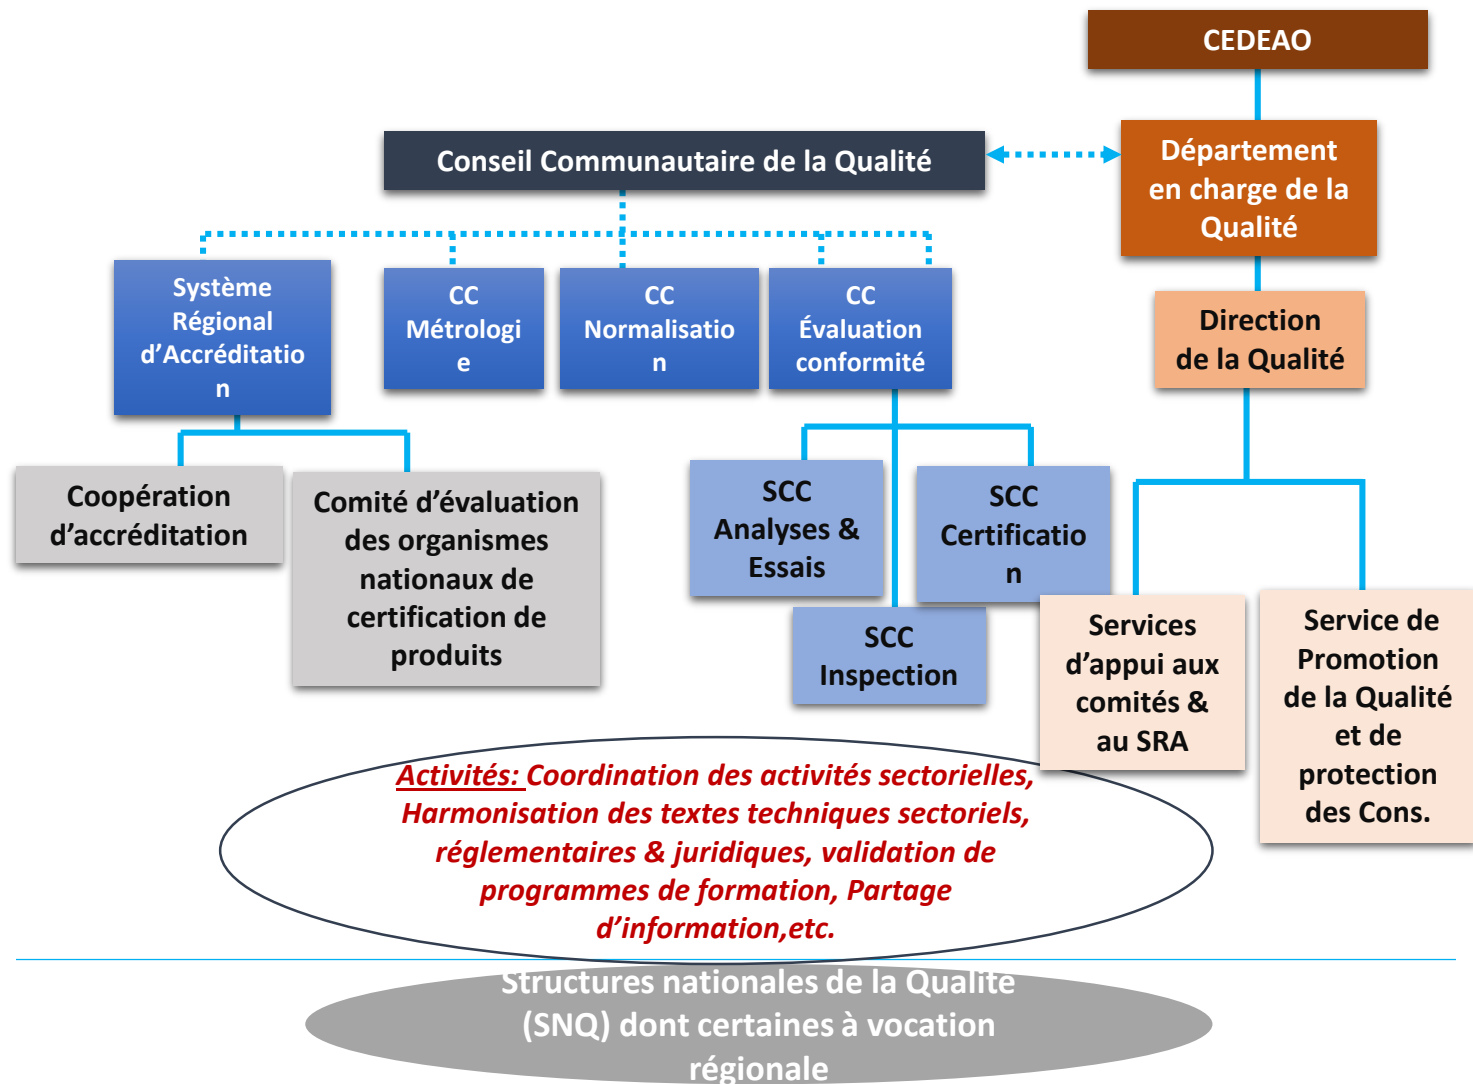 CEDEAO
Conseil Communautaire de la Qualité
Département
en charge de la
Qualité
Système
Régional
d’Accréditatio
n
CC
Métrologi
e
CC
Normalisatio
n
CC
Évaluation
conformité
Direction
de la Qualité
Coopération
d’accréditation
Comité d’évaluation
des organismes
nationaux de
certification de
produits
SCC
Analyses &
Essais
SCC
Certificatio
n
SCC
Inspection
Services
d’appui aux
comités &
au SRA
Service de
Promotion
de la Qualité
et de
protection
des Cons.
Activités: Coordination des activités sectorielles,
Harmonisation des textes techniques sectoriels,
réglementaires & juridiques, validation de
programmes de formation, Partage
d’information,etc.
Structures nationales de la Qualité
(SNQ) dont certaines à vocation
régionale